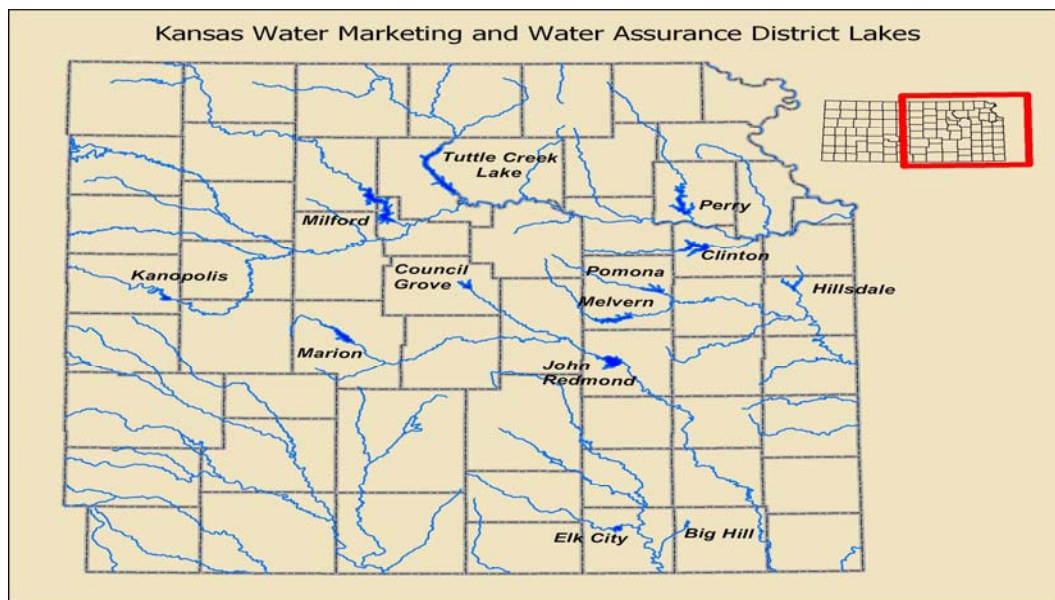 Kansas Water Marketing and Water Assurance District Lakes
Tuttle Creek
Lake
Perry
Milford
Clinton
Kanopolis
Council
Grove
Pomona
Hillsdale
Melvern
Marion
John
Redmond
Elk City
Big Hill